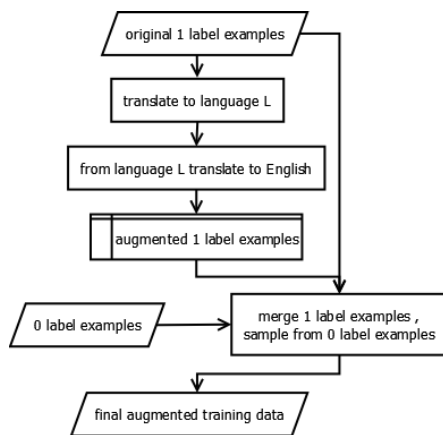 original 1 label examples
translate to language L
from language L translate to English
augmented 1 label examples
0 label examples
merge 1 label examples ,
sample from 0 label examples
final augmented training data